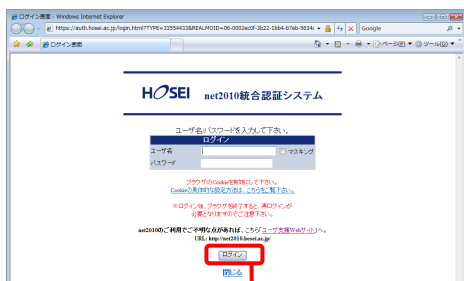 ログイン画面 - Windows Internet Explorer
Google
ログイン画面
ページ(P)
ツール(O)
HOSEI net2010統合認証システム
ユーザ名/パスワードを入力して下さい。
ログイン
ユーザ名
マスキング
パスワード
ブラウザのCookieを有効にして下さい。
Cookieの具体的な設定方法は、こちらをご覧下さい。
※ログイン後、ブラウザを終了すると、再ログインが
必要となりますのでご注意下さい。
net2010のご利用でご不明な点があれば、こちら「ユーザ支援Webサイト」へ。
URL: http://net2010.hosei.ac.jp/
ログイン
閉じる